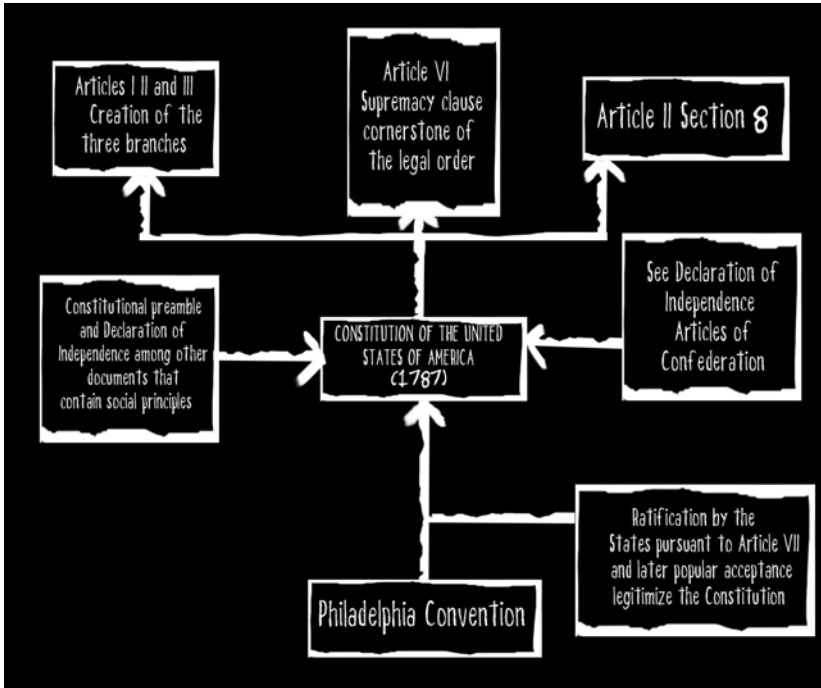 Articles I II and III
Creation of the
three branches
Article VI
Supremacy clause
cornerstone of
the legal order
Article II Section 8
Constitutional preamble
and Declaration of
Independence among other
documents that
contain social principles
CONSTITUTION OF THE UNITED
STATES OF AMERICA
(1787)
See Declaration of
Independence
Articles of
Confederation
Ratification by the
States pursuant to Article VII
and later popular acceptance
legitimize the Constitution
Philadelphia Convention